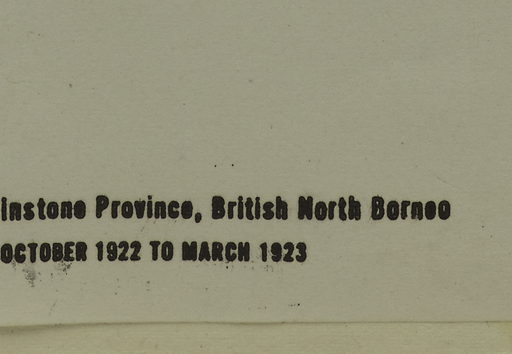 instone Province, British North Borneo
OCTOBER 1922 TO MARCH 1923